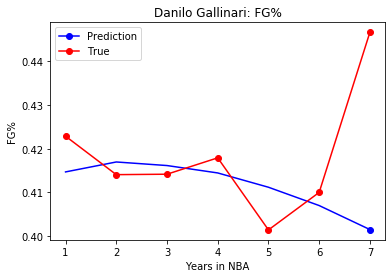 Danilo Gallinari: FG%
Prediction
True
0.44
0.43
0.42
0.41
0.40
FG%
1 2 3 4 5 6 7
Years in NBA